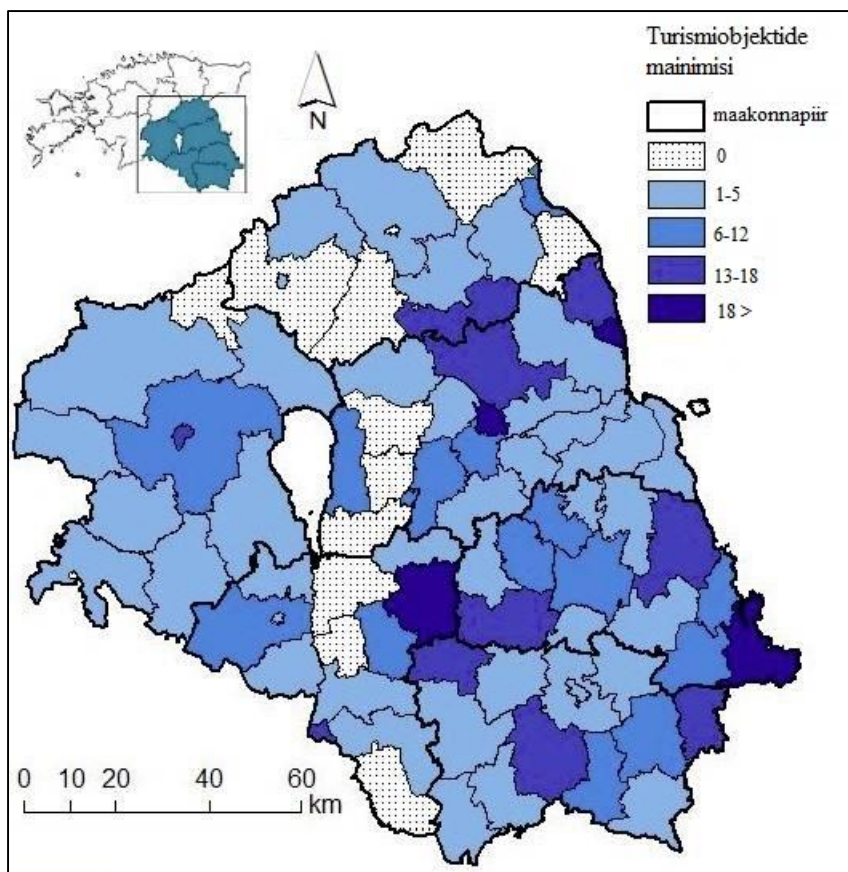 Turismiobjektide
mainimisi
maakonnapiir
0
1-5
6-12
13-18
18 >
N
0 10 20 40 60
km